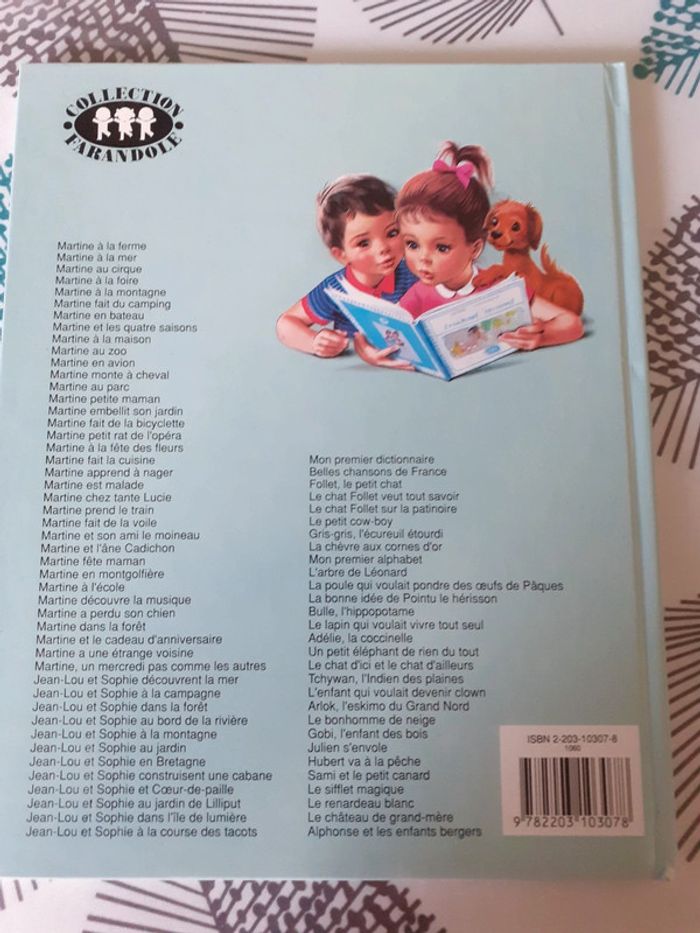 COLLECTION
FARANDOLE
Martine à la ferme
Martine à la mer
Martine au cirque
Martine à la foire
Martine à la montagne
Martine fait du camping
Martine en bateau
Martine et les quatre saisons
Martine à la maison
Martine au zoo
Martine en avion
Martine monte à cheval
Martine au parc
Martine petite maman
Martine embellit son jardin
Martine fait de la bicyclette
Martine petit rat de l'opéra
Martine à la fête des fleurs
Martine fait la cuisine
Martine apprend à nager
Martine est malade
Martine chez tante Lucie
Martine prend le train
Martine fait de la voile
Martine et son ami le moineau
Martine et l'âne Cadichon
Martine fête maman
Martine en montgolfière
Martine à l'école
Martine découvre la musique
Martine a perdu son chien
Martine dans la forêt
Martine et le cadeau d'anniversaire
Martine a une étrange voisine
Martine, un mercredi pas comme les autres
Jean-Lou et Sophie découvrent la mer
Jean-Lou et Sophie à la campagne
Jean-Lou et Sophie dans la forêt
Jean-Lou et Sophie au bord de la rivière
Jean-Lou et Sophie à la montagne
Jean-Lou et Sophie au jardin
Jean-Lou et Sophie en Bretagne
Jean-Lou et Sophie construisent une cabane
Jean-Lou et Sophie et Cœur-de-paille
Jean-Lou et Sophie au jardin de Lilliput
Jean-Lou et Sophie dans l'île de lumière
Jean-Lou et Sophie à la course des tacots
Mon premier dictionnaire
Belles chansons de France
Follet, le petit chat
Le chat Follet veut tout savoir
Le chat Follet sur la patinoire
Le petit cow-boy
Gris-gris, l'écureuil étourdi
La chèvre aux cornes d'or
Mon premier alphabet
L'arbre de Léonard
La poule qui voulait pondre des œufs de Pâques
La bonne idée de Pointu le hérisson
Bulle, l'hippopotame
Le lapin qui voulait vivre tout seul
Adélie, la coccinelle
Un petit éléphant de rien du tout
Le chat d'ici et le chat d'ailleurs
Tchywan, l'Indien des plaines
L'enfant qui voulait devenir clown
Arlok, l'eskimo du Grand Nord
Le bonhomme de neige
Gobi, l'enfant des bois
Julien s'envole
Hubert va à la pêche
Sami et le petit canard
Le sifflet magique
Le renardeau blanc
Le château de grand-mère
Alphonse et les enfants bergers
ISBN 2-203-10307-8
1060
9 782203 103078